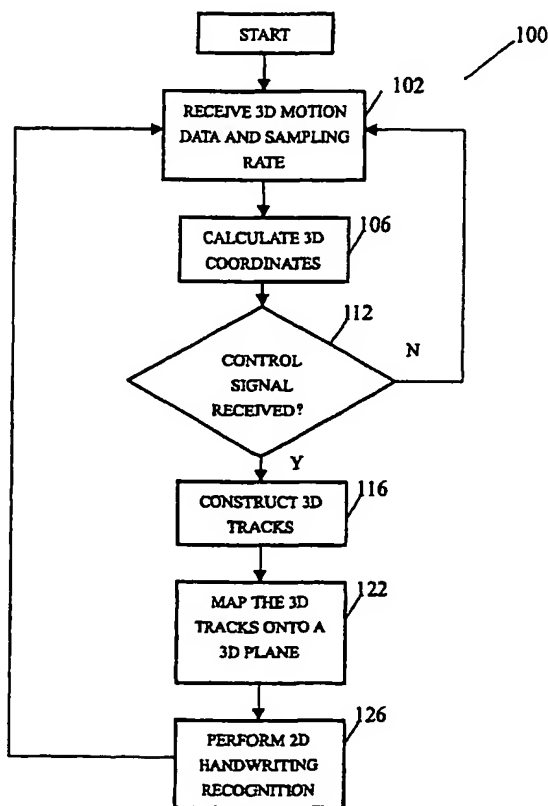 START
100
102
RECEIVE 3D MOTION
DATA AND SAMPLING
RATE
106
CALCULATE 3D
COORDINATES
112
CONTROL
SIGNAL
RECEIVED?
N
Y
116
CONSTRUCT 3D
TRACKS
122
MAP THE 3D
TRACKS ONTO A
3D PLANE
126
PERFORM 2D
HANDWRITING
RECOGNITION